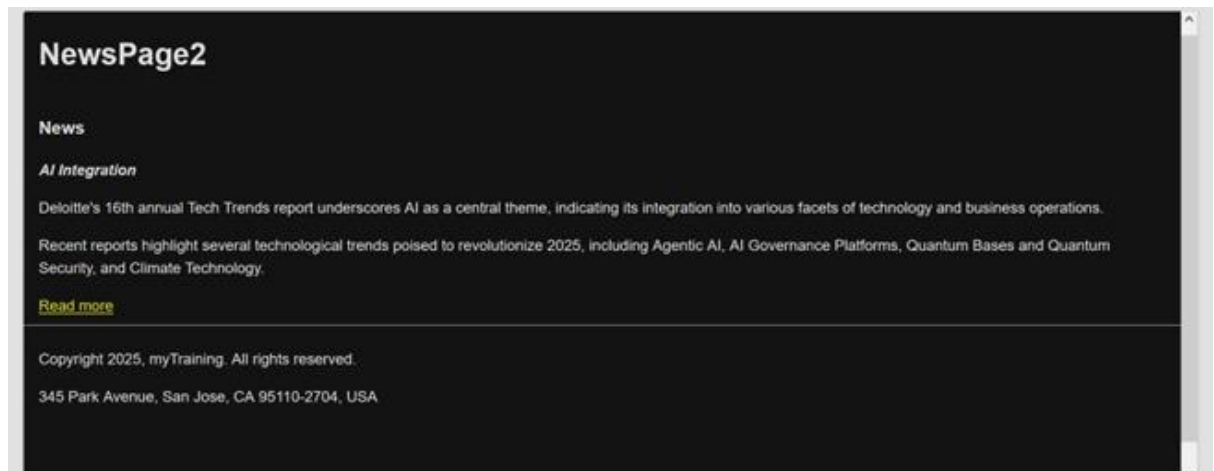 NewsPage2
News
AI Integration
Deloitte's 16th annual Tech Trends report underscores AI as a central theme, indicating its integration into various facets of technology and business operations.
Recent reports highlight several technological trends poised to revolutionize 2025, including Agentic AI, AI Governance Platforms, Quantum Bases and Quantum
Security, and Climate Technology.
Read more
Copyright 2025, myTraining. All rights reserved.
345 Park Avenue, San Jose, CA 95110-2704, USA